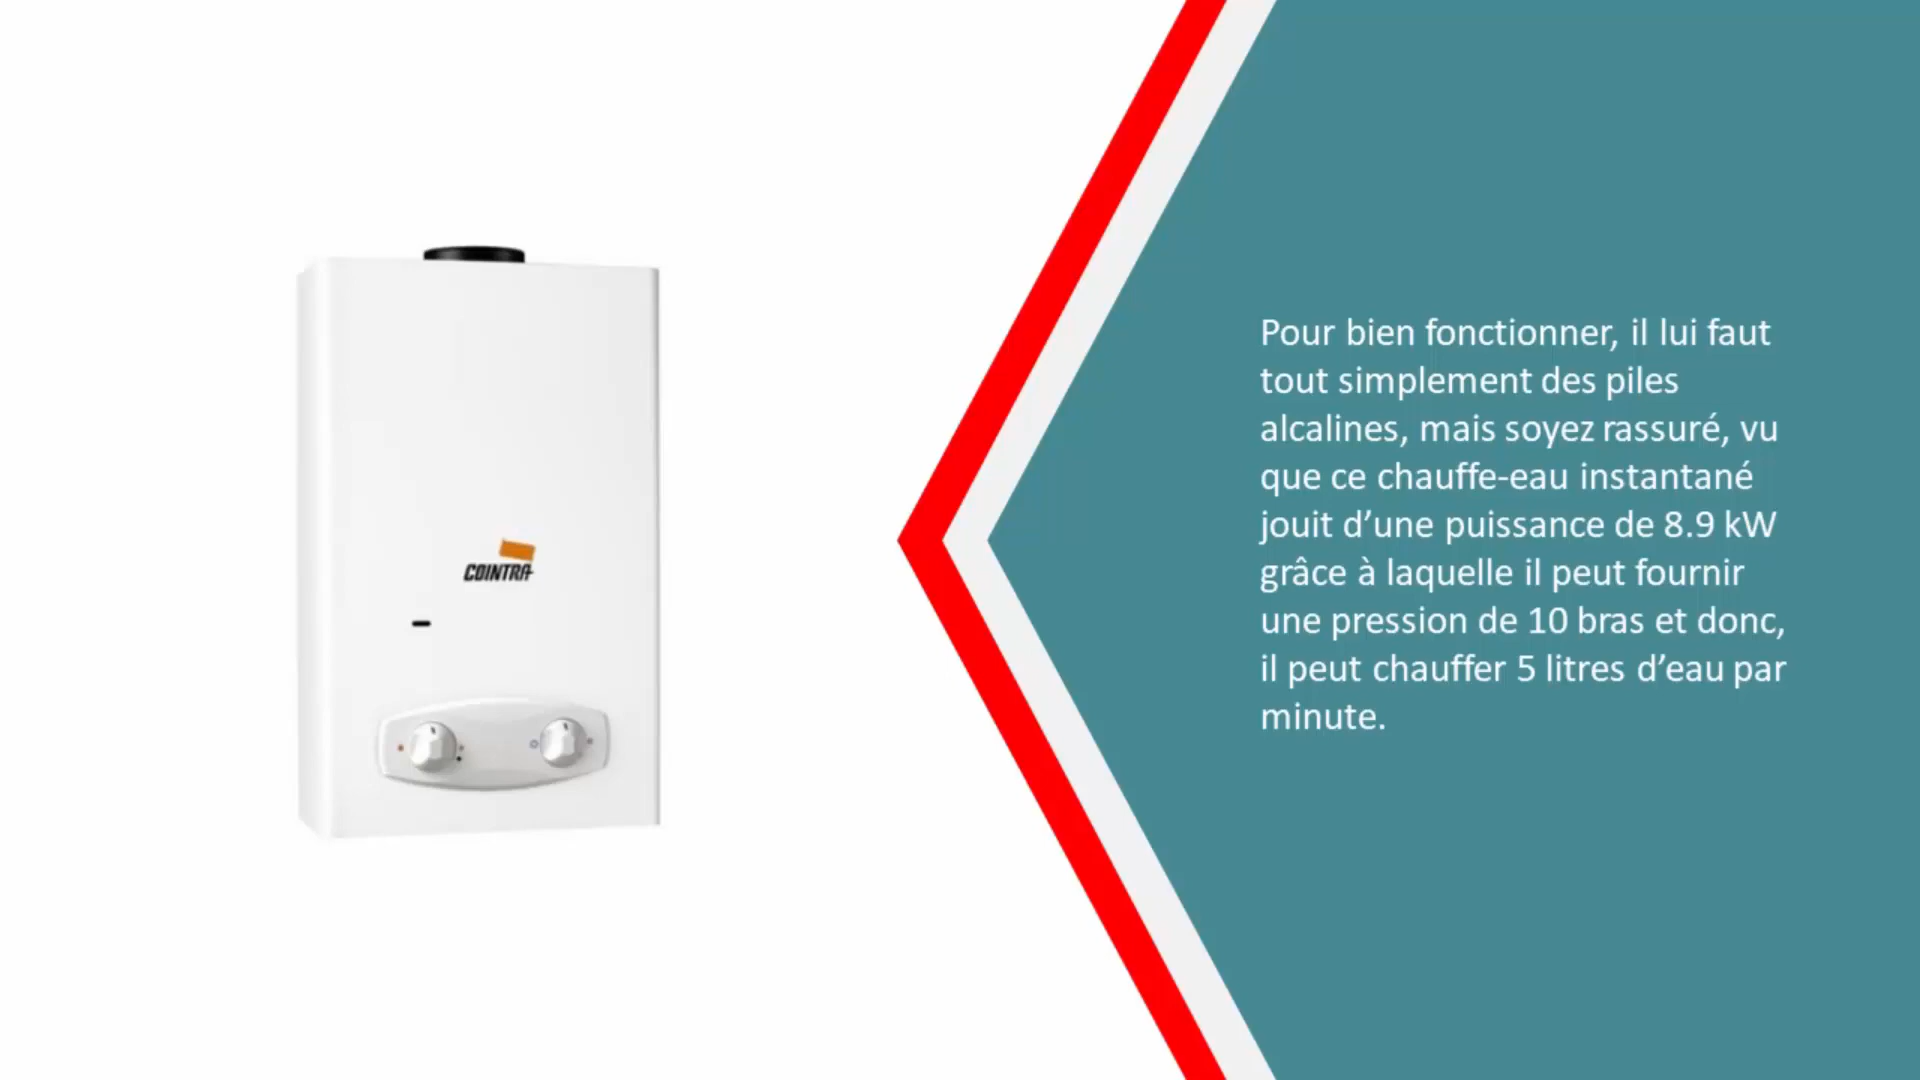 COINTRA
Pour bien fonctionner, il lui faut
tout simplement des piles
alcalines, mais soyez rassuré, vu
que ce chauffe-eau instantané
jouit d’une puissance de 8.9 kW
grâce à laquelle il peut fournir
une pression de 10 bras et donc,
il peut chauffer 5 litres d’eau par
minute.